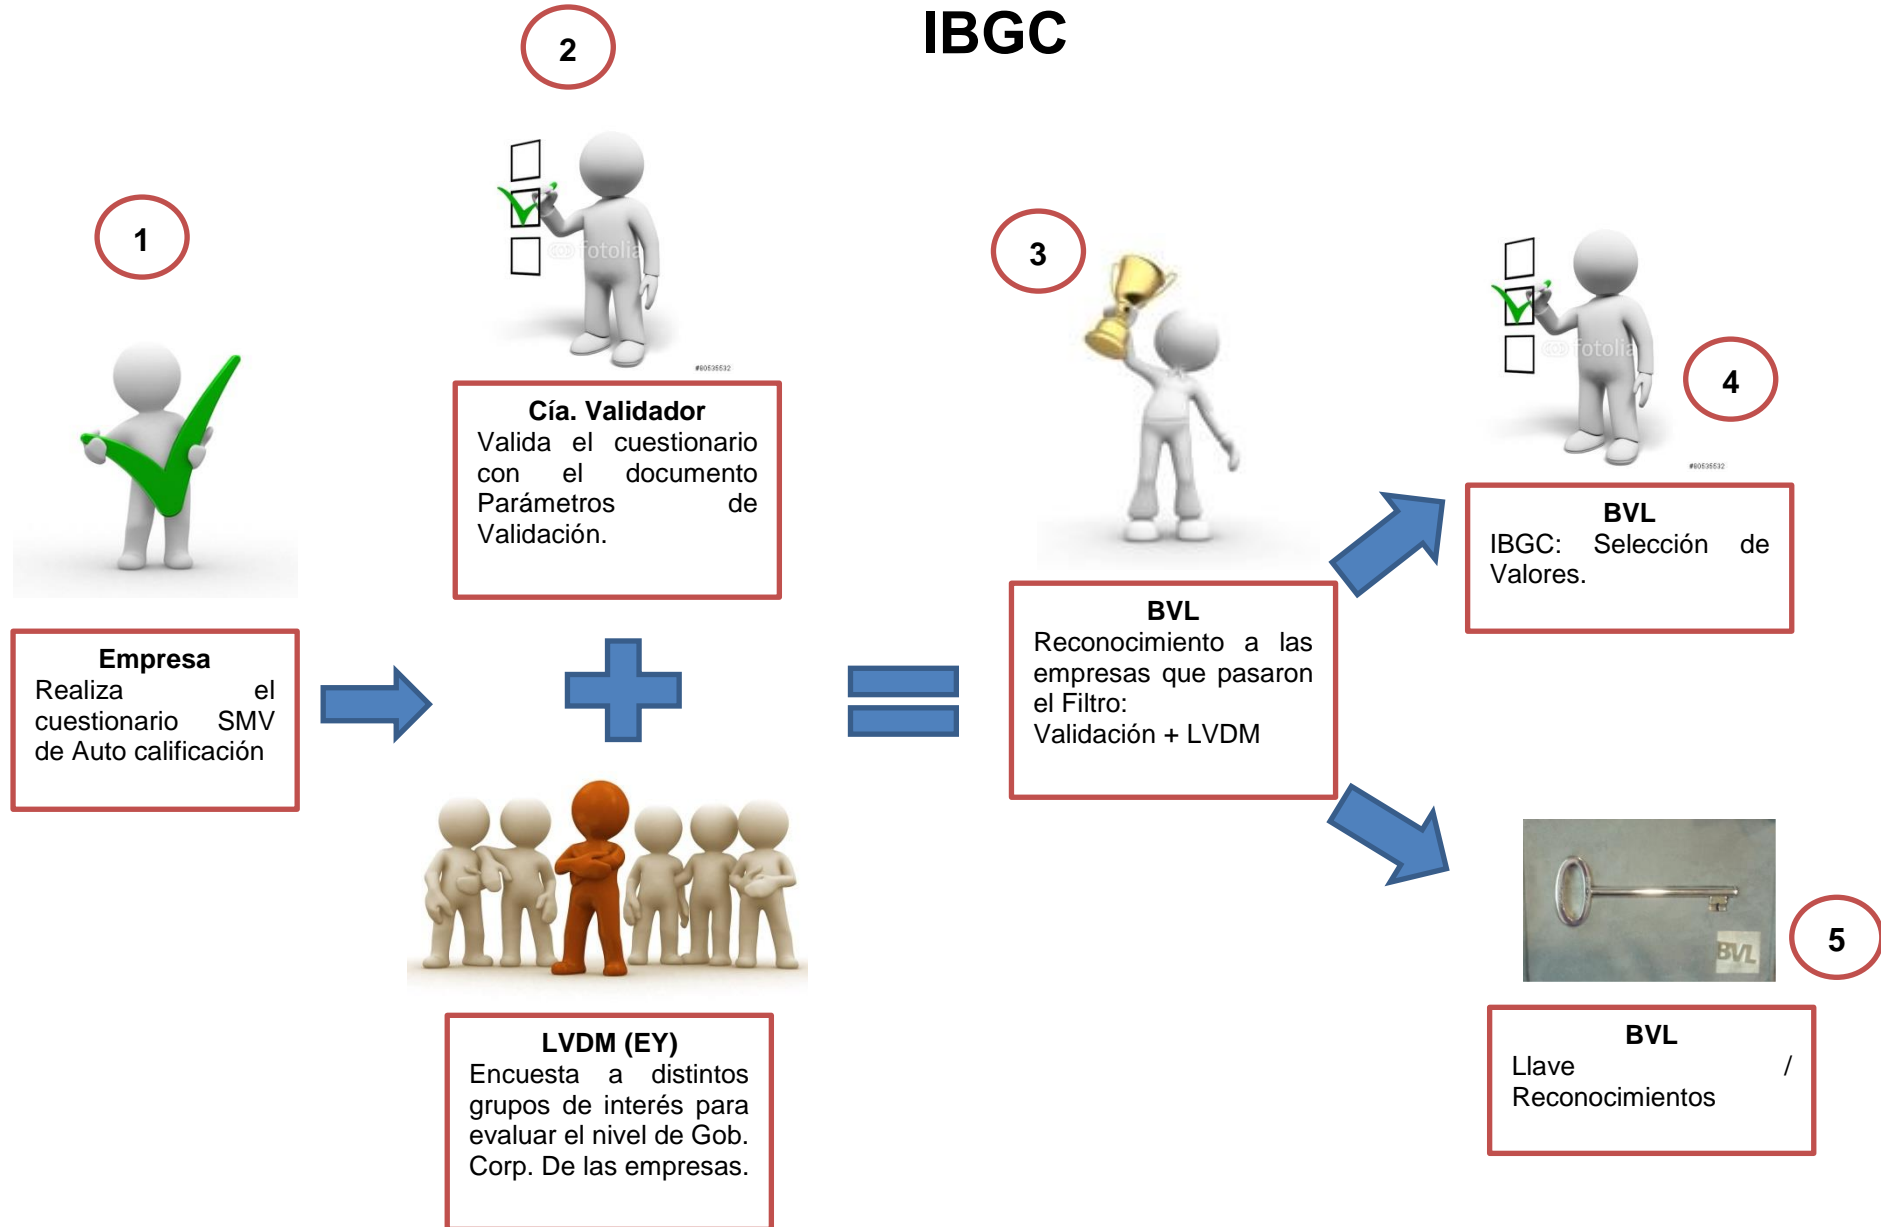 IBGC
1
Empresa
Realiza el
cuestionario SMV
de Auto calificación
2
fotolia
#80535532
Cía. Validador
Valida el cuestionario
con el documento
Parámetros de
Validación.
LVDM (EY)
Encuesta a distintos
grupos de interés para
evaluar el nivel de Gob.
Corp. De las empresas.
3
BVL
Reconocimiento a las
empresas que pasaron
el Filtro:
Validación + LVDM
4
fotolia
#80535532
BVL
IBGC: Selección de
Valores.
5
BVL
BVL
Llave /
Reconocimientos